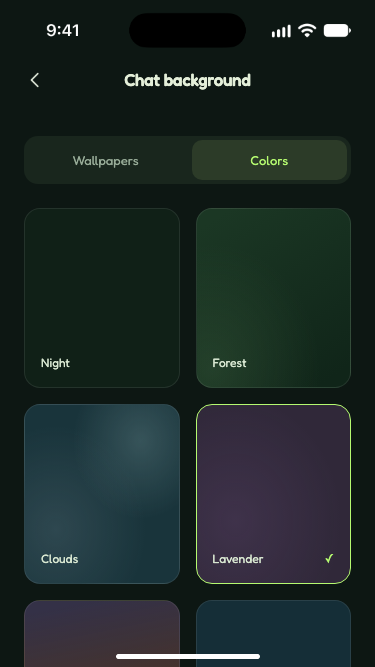 9:41
Chat background
Wallpapers
Colors
Night
Forest
Clouds
Lavender ✓